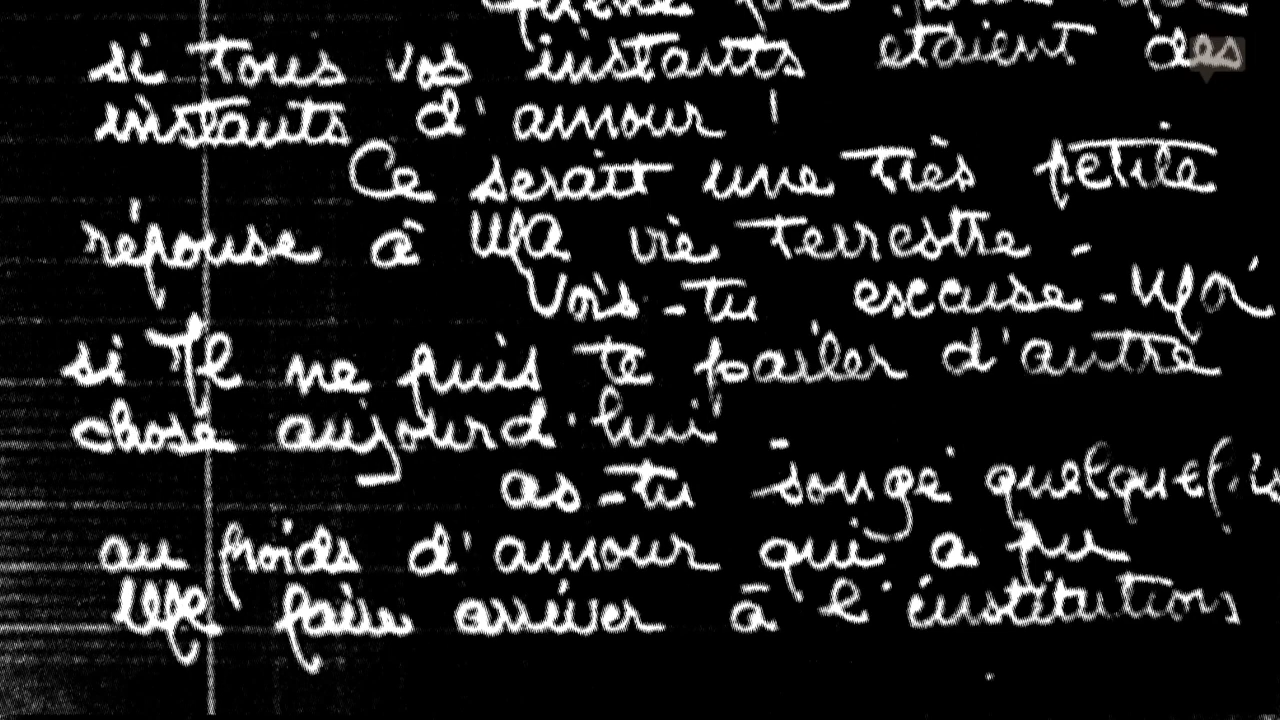 si tous vos instants étaient des
instants d'amour !
Ce serait une très petite
réponse à Ma vie terrestre -
Vois-tu excuse-Moi
si Je ne puis te parler d'autre
chose aujourd'hui
as-tu songé quelquefois
au poids d'amour qui a pu
Me faire arriver à l'institution